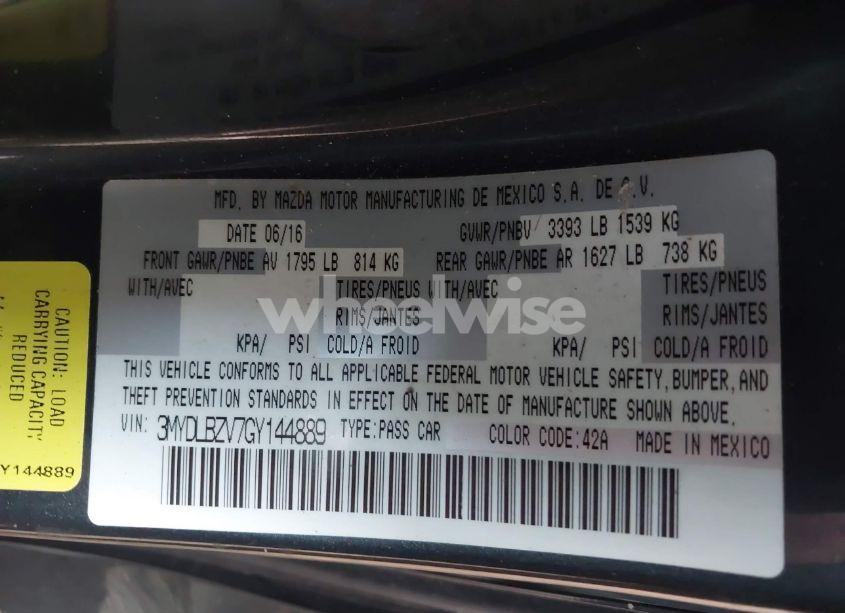 MFD. BY MAZDA MOTOR MANUFACTURING DE MEXICO S.A. DE C.V.
DATE 06/16 GVWR/PNBV 3393 LB 1539 KG
FRONT GAWR/PNBE AV 1795 LB 814 KG REAR GAWR/PNBE AR 1627 LB 738 KG
WITH/AVEC TIRES/PNEUS WITH/AVEC TIRES/PNEUS
RIMS/JANTES RIMS/JANTES
wheelwise
KPA/ PSI COLD/A FROID KPA/ PSI COLD/A FROID
THIS VEHICLE CONFORMS TO ALL APPLICABLE FEDERAL MOTOR VEHICLE SAFETY, BUMPER, AND
THEFT PREVENTION STANDARDS IN EFFECT ON THE DATE OF MANUFACTURE SHOWN ABOVE.
VIN: 3MYDLBZV7GY144889 TYPE:PASS CAR COLOR CODE:42A MADE IN MEXICO
CAUTION: LOAD
CARRYING CAPACITY
REDUCED
Y144889